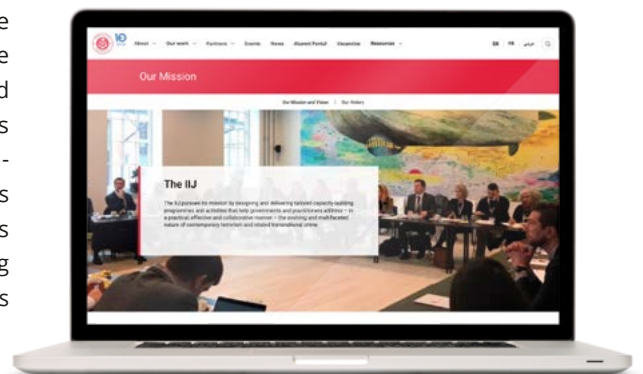 e
e
d
s
-
s
s
g
s
10
About Our work Partners Events News Alumni Portal Vacancies Resources EN FR عربي
Our Mission
Our Mission and Vision | Our History
The IIJ
The IIJ pursues its mission by designing and delivering tailored capacity-building
programmes and activities that help governments and practitioners address – in
a practical, effective and collaborative manner – the evolving and multi-faceted
nature of contemporary terrorism and related transnational crime.